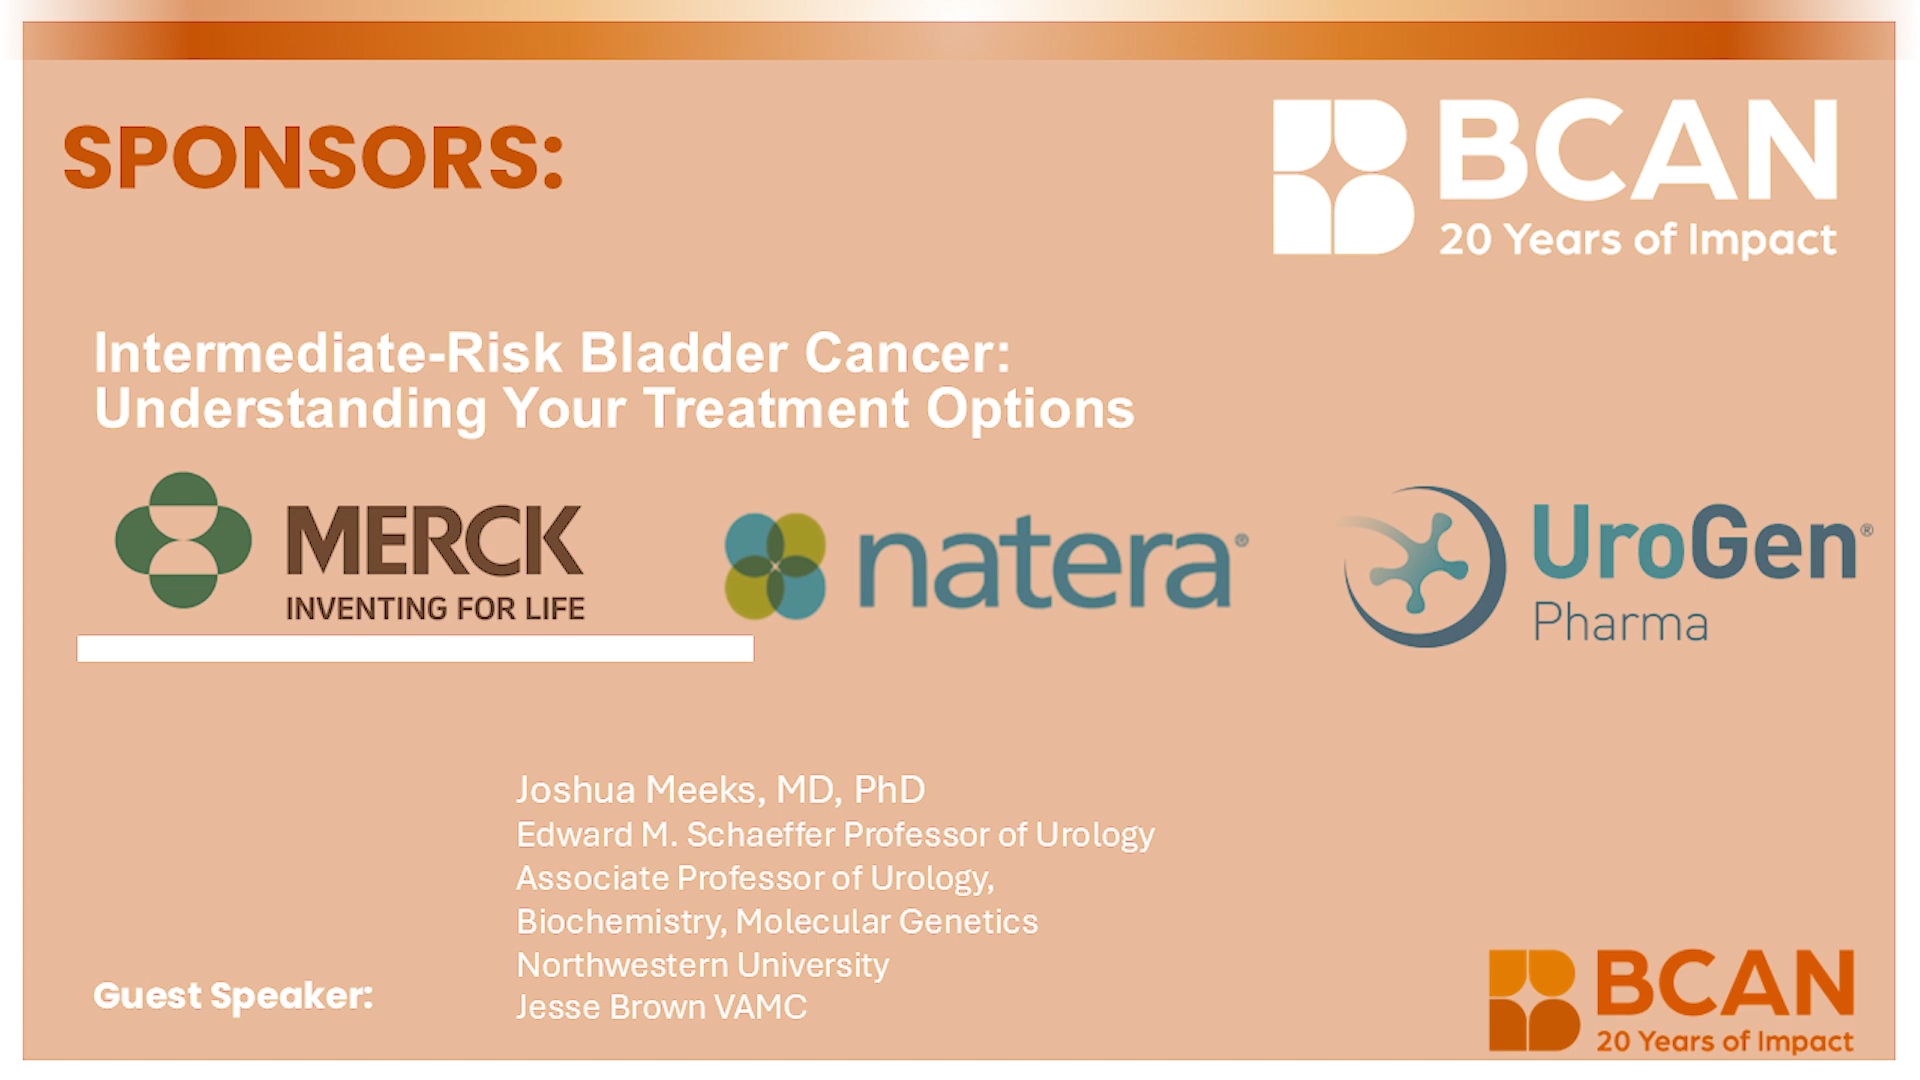 SPONSORS:
BCAN
20 Years of Impact
Intermediate-Risk Bladder Cancer:
Understanding Your Treatment Options
MERCK
INVENTING FOR LIFE
natera®
UroGen®
Pharma
Joshua Meeks, MD, PhD
Edward M. Schaeffer Professor of Urology
Associate Professor of Urology,
Biochemistry, Molecular Genetics
Northwestern University
Jesse Brown VAMC
Guest Speaker:
BCAN
20 Years of Impact